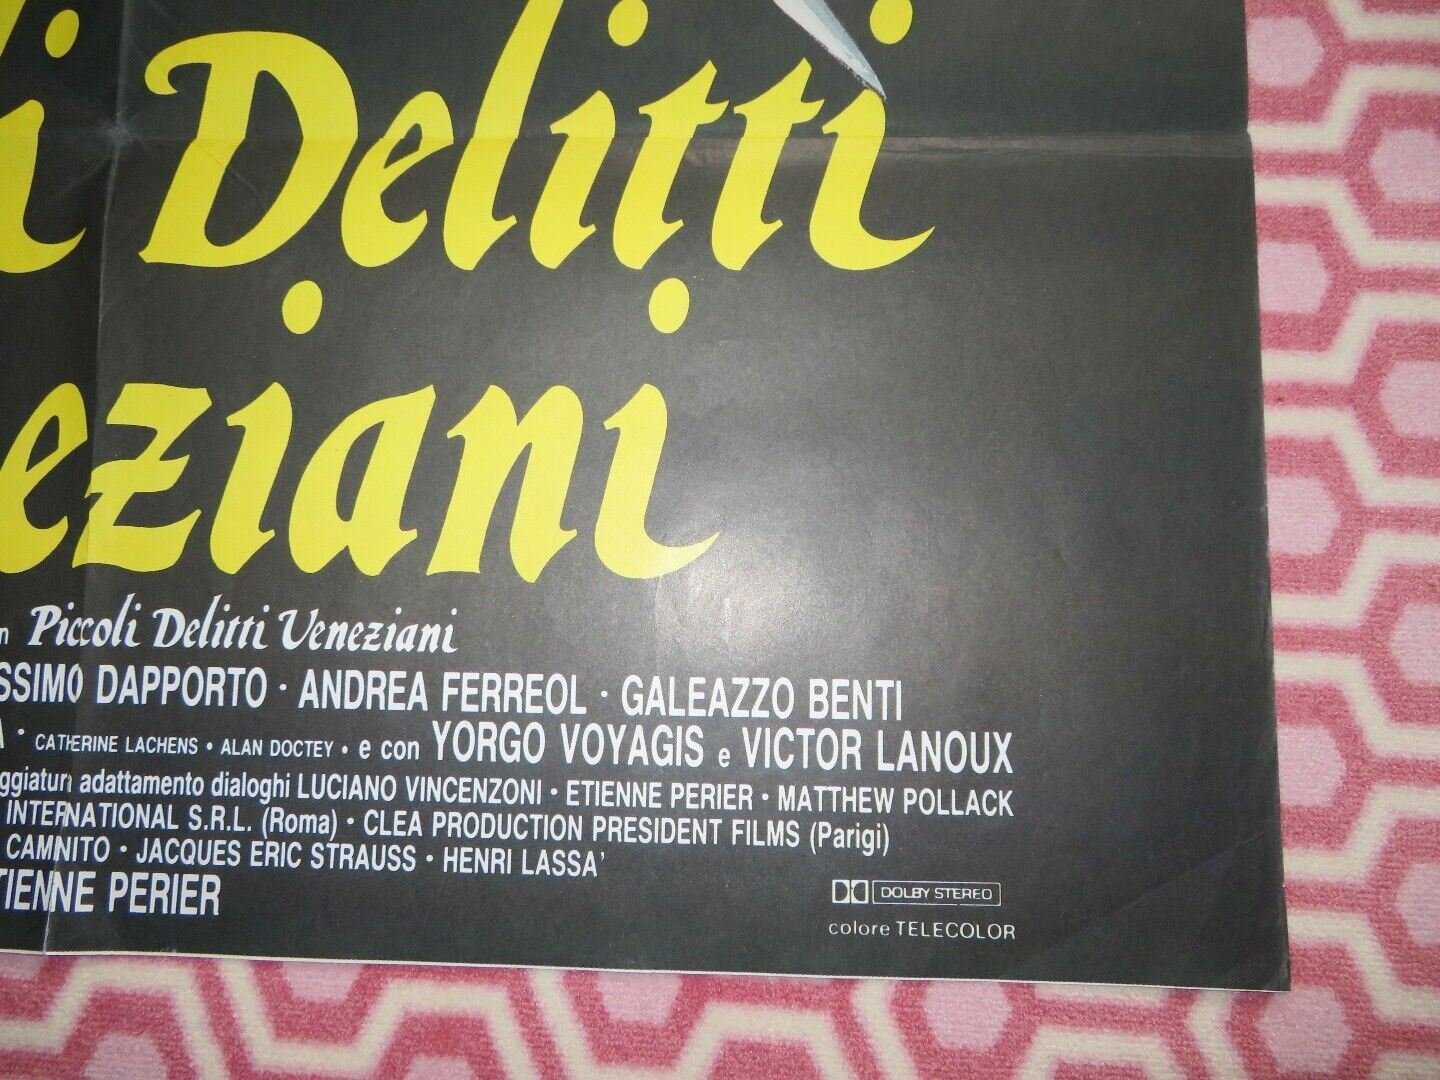 li Delitti
eziani
n Piccoli Delitti Veneziani
SSIMO DAPPORTO · ANDREA FERREOL · GALEAZZO BENTI
A · CATHERINE LACHENS · ALAN DOCTEY · e con YORGO VOYAGIS e VICTOR LANOUX
ggiatura adattamento dialoghi LUCIANO VINCENZONI · ETIENNE PERIER · MATTHEW POLLACK
INTERNATIONAL S.R.L. (Roma) · CLEA PRODUCTION PRESIDENT FILMS (Parigi)
CAMNITO · JACQUES ERIC STRAUSS · HENRI LASSA'
TIENNE PERIER
DOLBY STEREO
colore TELECOLOR